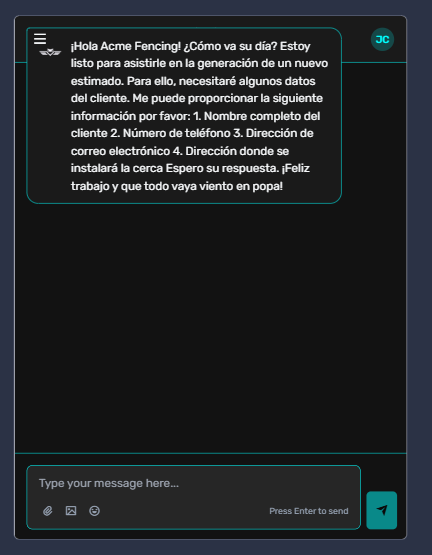 JC
¡Hola Acme Fencing! ¿Cómo va su día? Estoy
listo para asistirle en la generación de un nuevo
estimado. Para ello, necesitaré algunos datos
del cliente. Me puede proporcionar la siguiente
información por favor: 1. Nombre completo del
cliente 2. Número de teléfono 3. Dirección de
correo electrónico 4. Dirección donde se
instalará la cerca Espero su respuesta. ¡Feliz
trabajo y que todo vaya viento en popa!
Type your message here...
Press Enter to send